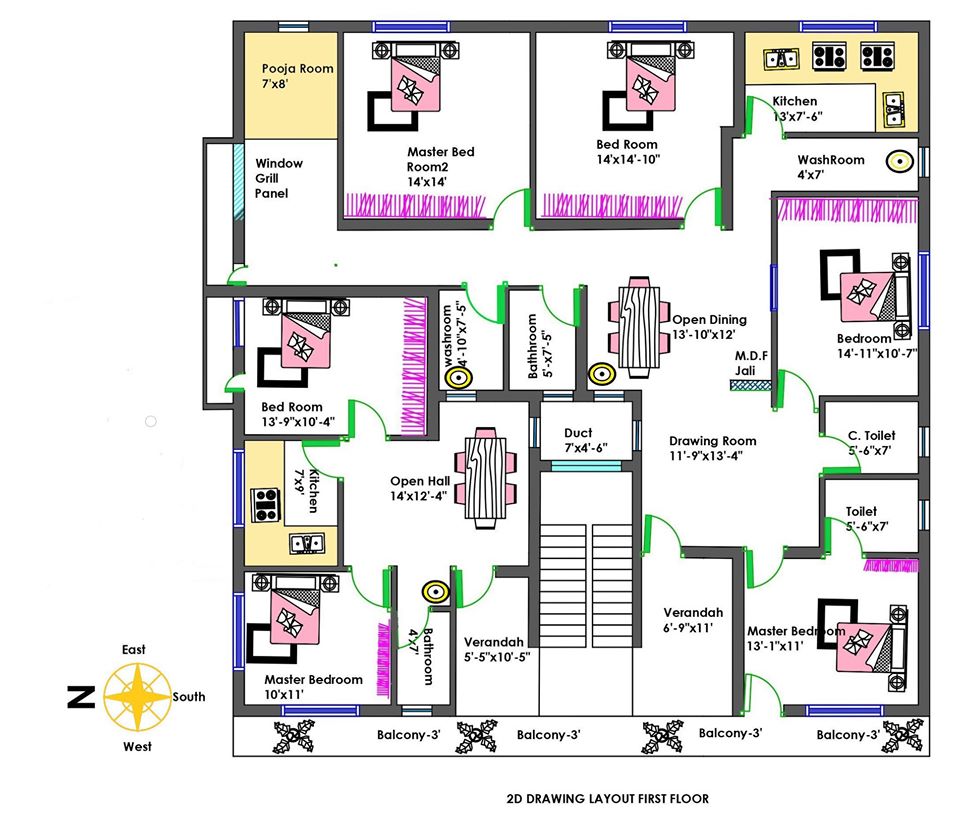 Pooja Room
7'x8'
Window
Grill
Panel
Master Bed
Room2
14'x14'
Bed Room
14'x14'-10"
Kitchen
13'x7'-6"
WashRoom
4'x7'
washroom
4'-10"x7'-5"
Bathhroom
5'-x7'-5"
Open Dining
13'-10"x12'
M.D.F
Jali
Bedroom
14'-11"x10'-7"
Bed Room
13'-9"x10'-4"
Kitchen
7'x9'
Open Hall
14'x12'-4"
Duct
7'x4'-6"
Drawing Room
11'-9"x13'-4"
C. Toilet
5'-6"x7'
Toilet
5'-6"x7'
Master Bedroom
10'x11'
Bathroom
4'x7'
Verandah
5'-5"x10'-5"
Verandah
6'-9"x11'
Master Bedroom
13'-1"x11'
East
N
South
West
Balcony-3'
Balcony-3'
Balcony-3'
Balcony-3'
2D DRAWING LAYOUT FIRST FLOOR